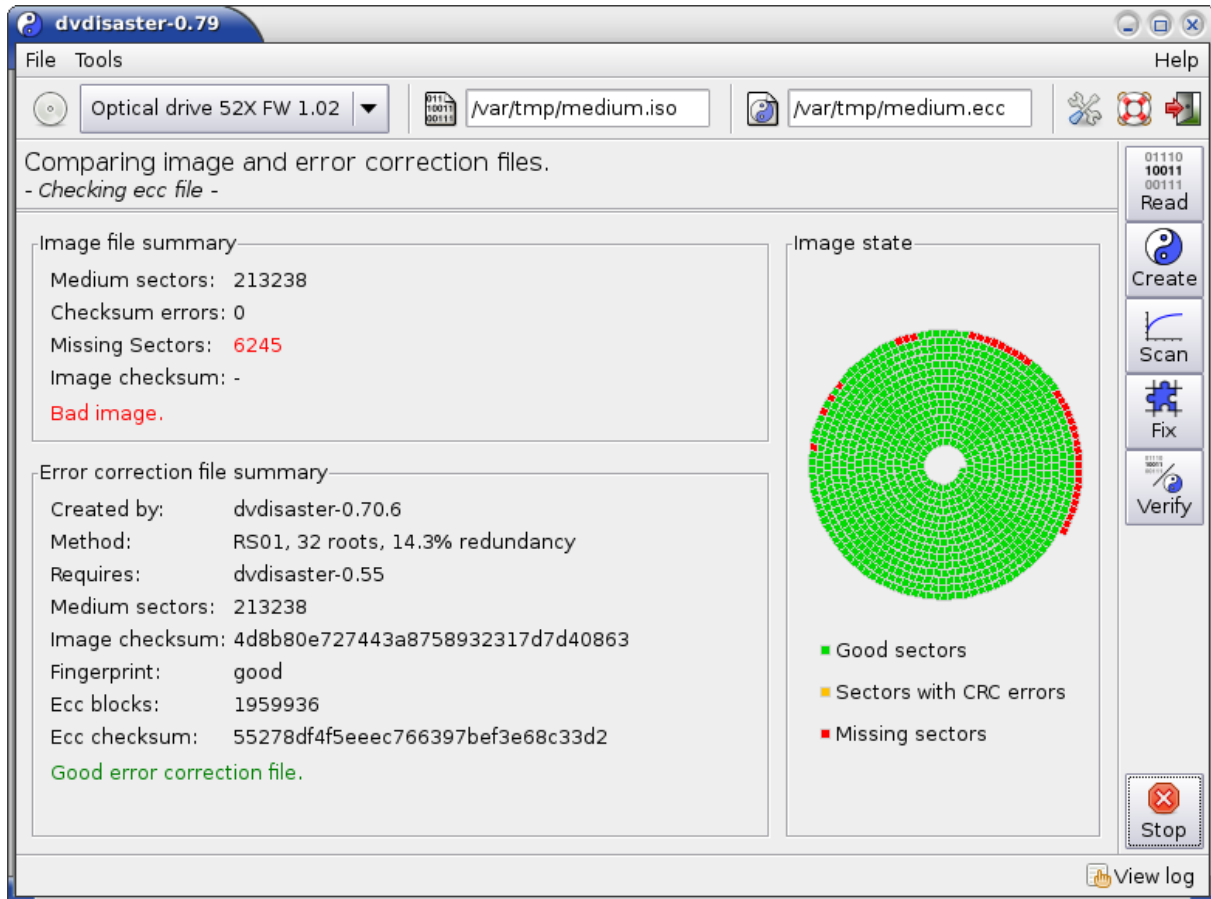 dvdisaster-0.79
File Tools Help
Optical drive 52X FW 1.02 /var/tmp/medium.iso /var/tmp/medium.ecc
Comparing image and error correction files.
- Checking ecc file -
Image file summary
Medium sectors: 213238
Checksum errors: 0
Missing Sectors: 6245
Image checksum: -
Bad image.
Error correction file summary
Created by: dvdisaster-0.70.6
Method: RS01, 32 roots, 14.3% redundancy
Requires: dvdisaster-0.55
Medium sectors: 213238
Image checksum: 4d8b80e727443a8758932317d7d40863
Fingerprint: good
Ecc blocks: 1959936
Ecc checksum: 55278df4f5eeec766397bef3e68c33d2
Good error correction file.
Image state
Good sectors
Sectors with CRC errors
Missing sectors
01110
10011
00111
Read
Create
Scan
Fix
Verify
Stop
View log